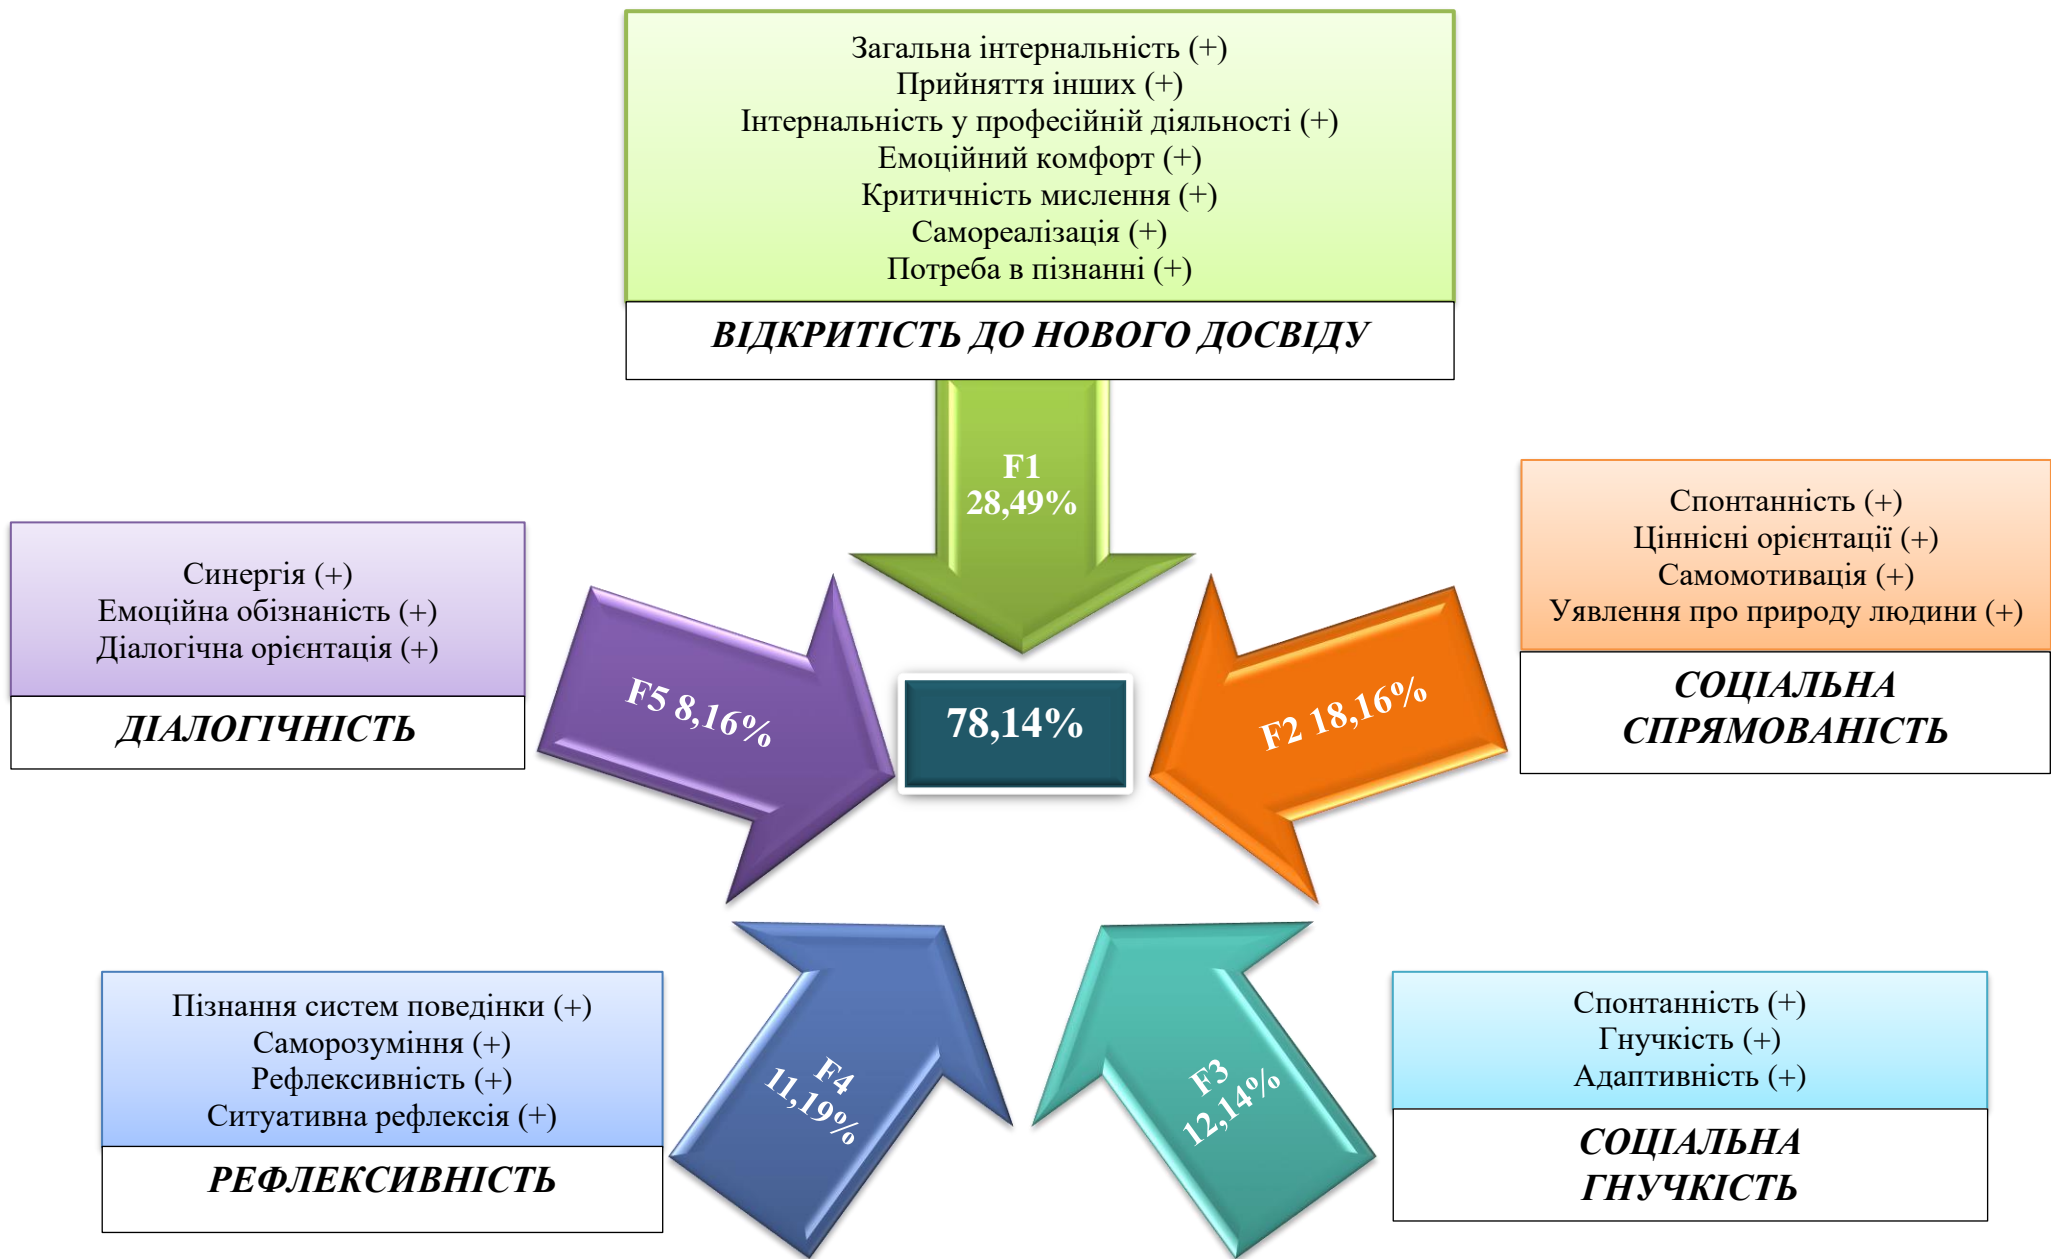 Загальна інтернальність (+)
Прийняття інших (+)
Інтернальність у професійній діяльності (+)
Емоційний комфорт (+)
Критичність мислення (+)
Самореалізація (+)
Потреба в пізнанні (+)
ВІДКРИТІСТЬ ДО НОВОГО ДОСВІДУ
F1
28,49%
Спонтанність (+)
Ціннісні орієнтації (+)
Самомотивація (+)
Уявлення про природу людини (+)
СОЦІАЛЬНА
СПРЯМОВАНІСТЬ
F2 18,16%
Синергія (+)
Емоційна обізнаність (+)
Діалогічна орієнтація (+)
ДІАЛОГІЧНІСТЬ
F5 8,16%
78,14%
Пізнання систем поведінки (+)
Саморозуміння (+)
Рефлексивність (+)
Ситуативна рефлексія (+)
РЕФЛЕКСИВНІСТЬ
F4
11,19%
F3
12,14%
Спонтанність (+)
Гнучкість (+)
Адаптивність (+)
СОЦІАЛЬНА
ГНУЧКІСТЬ